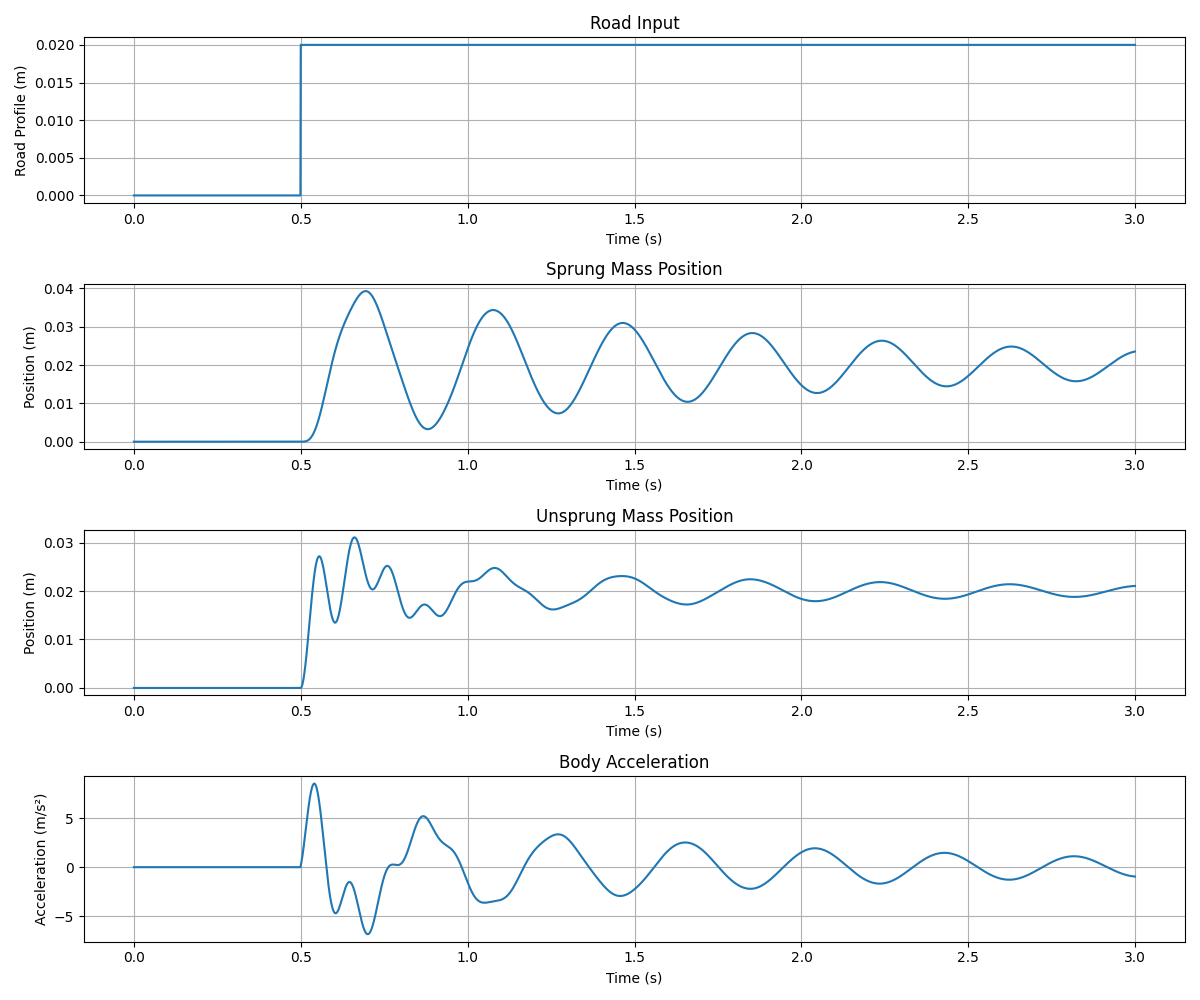 Road Input
Road Profile (m)
0.020
0.015
0.010
0.005
0.000
0.0 0.5 1.0 1.5 2.0 2.5 3.0
Time (s)
Sprung Mass Position
Position (m)
0.04
0.03
0.02
0.01
0.00
0.0 0.5 1.0 1.5 2.0 2.5 3.0
Time (s)
Unsprung Mass Position
Position (m)
0.03
0.02
0.01
0.00
0.0 0.5 1.0 1.5 2.0 2.5 3.0
Time (s)
Body Acceleration
Acceleration (m/s²)
5
0
−5
0.0 0.5 1.0 1.5 2.0 2.5 3.0
Time (s)